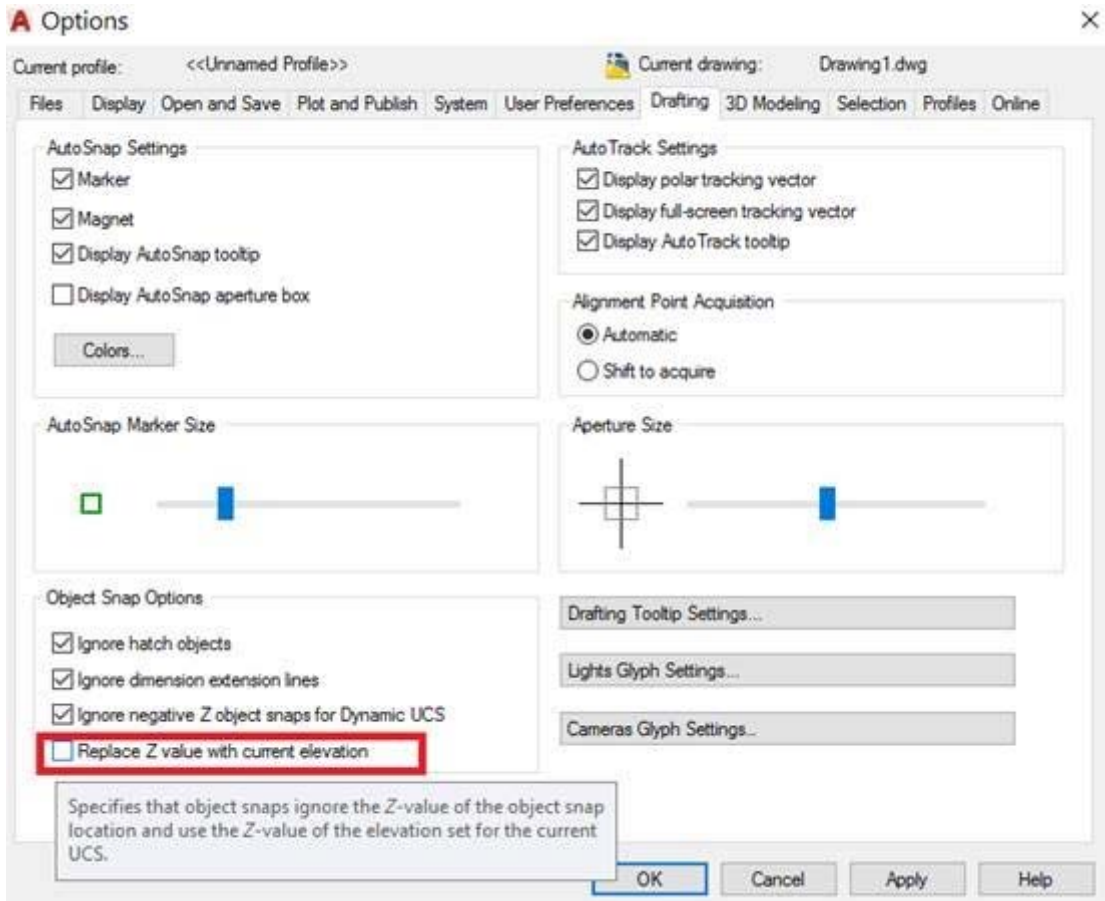 A Options
Current profile: <<Unnamed Profile>> Current drawing: Drawing1.dwg
Files Display Open and Save Plot and Publish System User Preferences Drafting 3D Modeling Selection Profiles Online
AutoSnap Settings
Marker
Magnet
Display AutoSnap tooltip
Display AutoSnap aperture box
Colors...
AutoTrack Settings
Display polar tracking vector
Display full-screen tracking vector
Display AutoTrack tooltip
Alignment Point Acquisition
Automatic
Shift to acquire
AutoSnap Marker Size
Aperture Size
Object Snap Options
Ignore hatch objects
Ignore dimension extension lines
Ignore negative Z object snaps for Dynamic UCS
Replace Z value with current elevation
Drafting Tooltip Settings...
Lights Glyph Settings...
Cameras Glyph Settings...
Specifies that object snaps ignore the Z-value of the object snap
location and use the Z-value of the elevation set for the current
UCS.
OK Cancel Apply Help